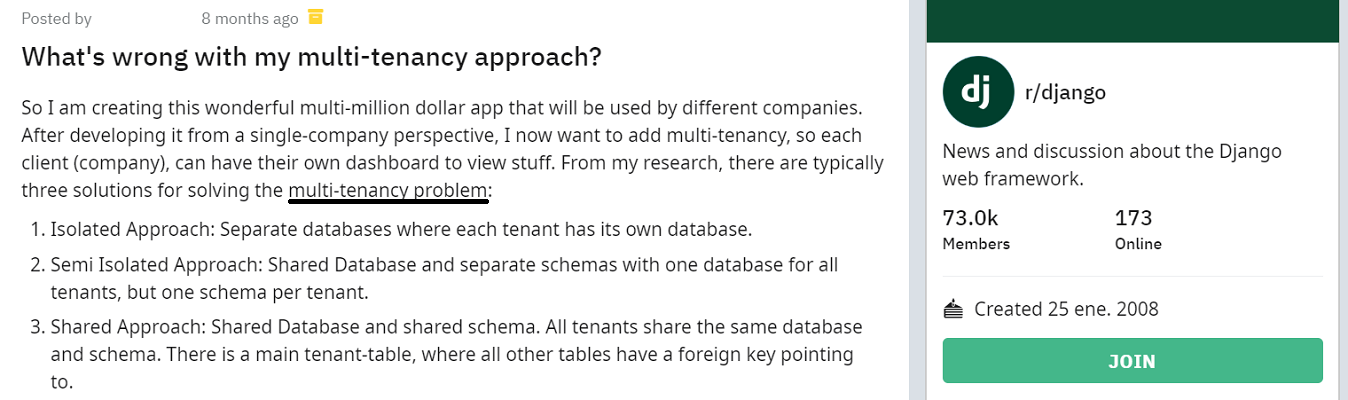 Posted by 8 months ago
What's wrong with my multi-tenancy approach?
So I am creating this wonderful multi-million dollar app that will be used by different companies.
After developing it from a single-company perspective, I now want to add multi-tenancy, so each
client (company), can have their own dashboard to view stuff. From my research, there are typically
three solutions for solving the multi-tenancy problem:
1. Isolated Approach: Separate databases where each tenant has its own database.
2. Semi Isolated Approach: Shared Database and separate schemas with one database for all
tenants, but one schema per tenant.
3. Shared Approach: Shared Database and shared schema. All tenants share the same database
and schema. There is a main tenant-table, where all other tables have a foreign key pointing
to.
dj
r/django
News and discussion about the Django
web framework.
73.0k 173
Members Online
Created 25 ene. 2008
JOIN